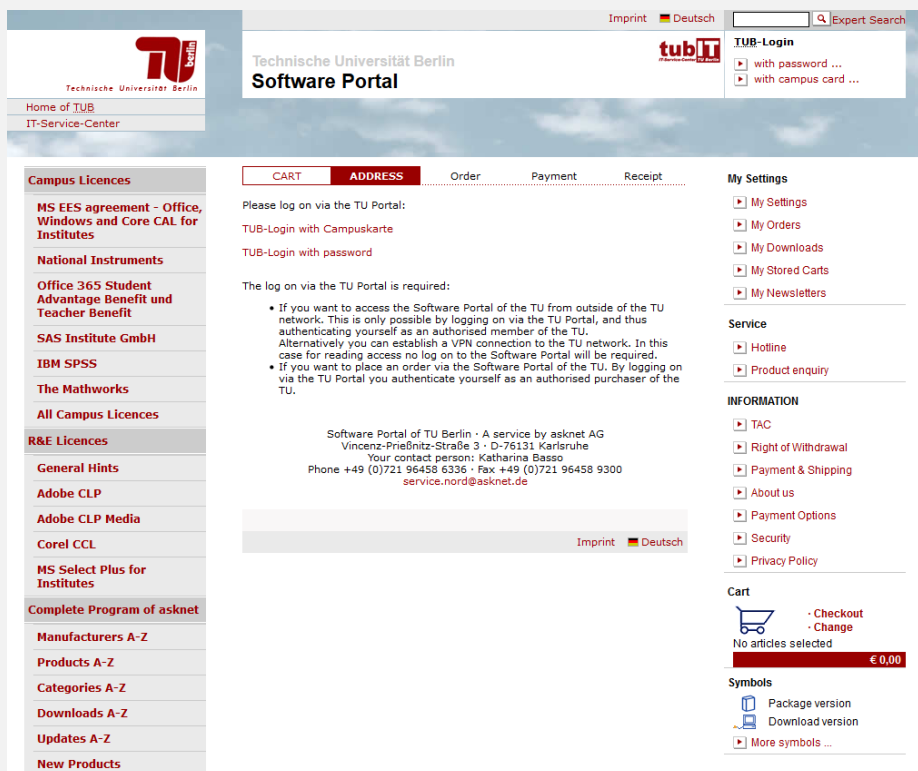 Imprint Deutsch
Expert Search
TU berlin
Technische Universität Berlin
Home of TUB
IT-Service-Center
Technische Universität Berlin
Software Portal
tubIT
IT-Service-Center TU Berlin
TUB-Login
with password ...
with campus card ...
Campus Licences
MS EES agreement - Office,
Windows and Core CAL for
Institutes
National Instruments
Office 365 Student
Advantage Benefit und
Teacher Benefit
SAS Institute GmbH
IBM SPSS
The Mathworks
All Campus Licences
R&E Licences
General Hints
Adobe CLP
Adobe CLP Media
Corel CCL
MS Select Plus for
Institutes
Complete Program of asknet
Manufacturers A-Z
Products A-Z
Categories A-Z
Downloads A-Z
Updates A-Z
New Products
CART ADDRESS Order Payment Receipt
Please log on via the TU Portal:
TUB-Login with Campuskarte
TUB-Login with password
The log on via the TU Portal is required:
• If you want to access the Software Portal of the TU from outside of the TU
network. This is only possible by logging on via the TU Portal, and thus
authenticating yourself as an authorised member of the TU.
Alternatively you can establish a VPN connection to the TU network. In this
case for reading access no log on to the Software Portal will be required.
• If you want to place an order via the Software Portal of the TU. By logging on
via the TU Portal you authenticate yourself as an authorised purchaser of the
TU.
Software Portal of TU Berlin · A service by asknet AG
Vincenz-Prießnitz-Straße 3 · D-76131 Karlsruhe
Your contact person: Katharina Basso
Phone +49 (0)721 96458 6336 · Fax +49 (0)721 96458 9300
service.nord@asknet.de
Imprint Deutsch
My Settings
My Settings
My Orders
My Downloads
My Stored Carts
My Newsletters
Service
Hotline
Product enquiry
INFORMATION
TAC
Right of Withdrawal
Payment & Shipping
About us
Payment Options
Security
Privacy Policy
Cart
· Checkout
· Change
No articles selected
€ 0,00
Symbols
Package version
Download version
More symbols ...